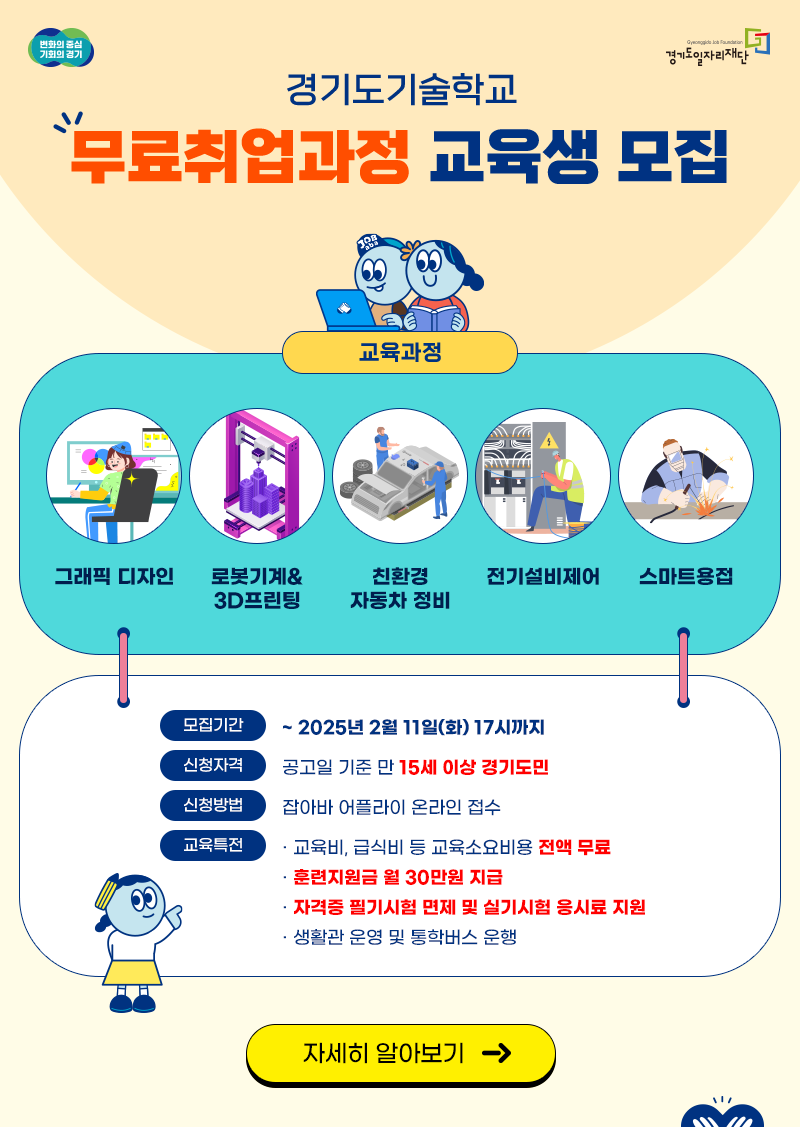 변화의 중심
기회의 경기
Gyeonggido Job Foundation
경기도일자리재단
경기도기술학교
무료취업과정 교육생 모집
JOB
aba
교육과정
그래픽 디자인
로봇기계&
3D프린팅
친환경
자동차 정비
전기설비제어
스마트용접
모집기간 ~ 2025년 2월 11일(화) 17시까지
신청자격 공고일 기준 만 15세 이상 경기도민
신청방법 잡아바 어플라이 온라인 접수
교육특전 · 교육비, 급식비 등 교육소요비용 전액 무료
· 훈련지원금 월 30만원 지급
· 자격증 필기시험 면제 및 실기시험 응시료 지원
· 생활관 운영 및 통학버스 운행
자세히 알아보기 →